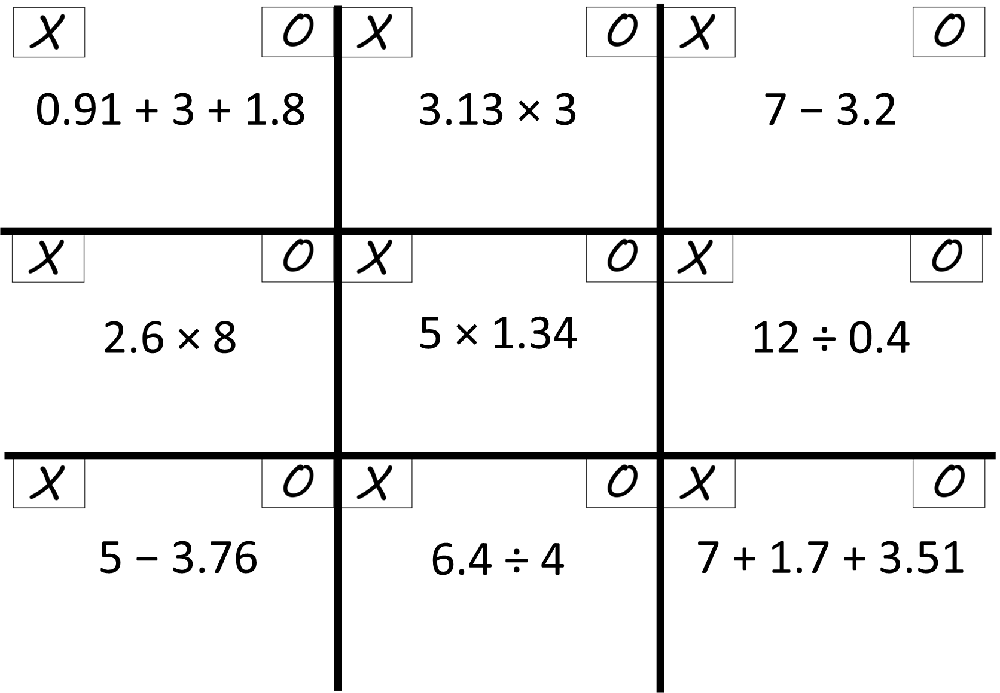 X O X O X O
0.91 + 3 + 1.8 3.13 × 3 7 − 3.2
X O X O X O
2.6 × 8 5 × 1.34 12 ÷ 0.4
X O X O X O
5 − 3.76 6.4 ÷ 4 7 + 1.7 + 3.51